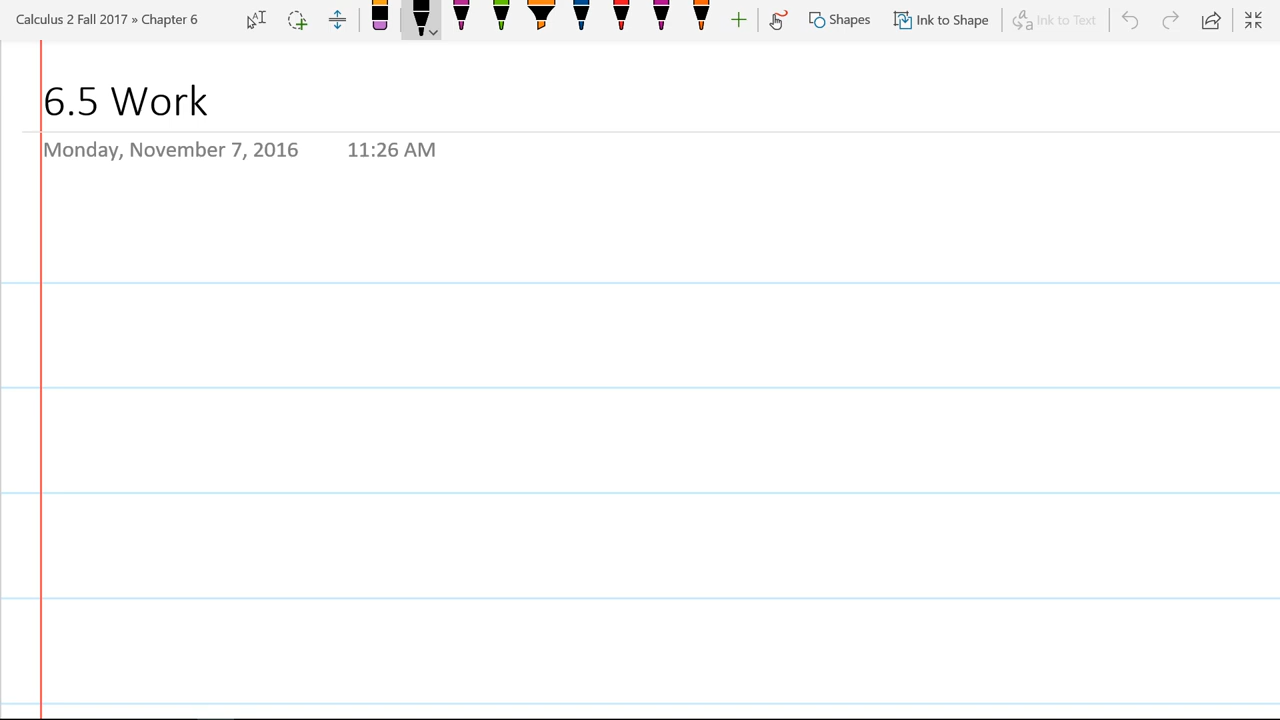 Calculus 2 Fall 2017 » Chapter 6
Shapes
Ink to Shape
Ink to Text
6.5 Work
Monday, November 7, 2016 11:26 AM